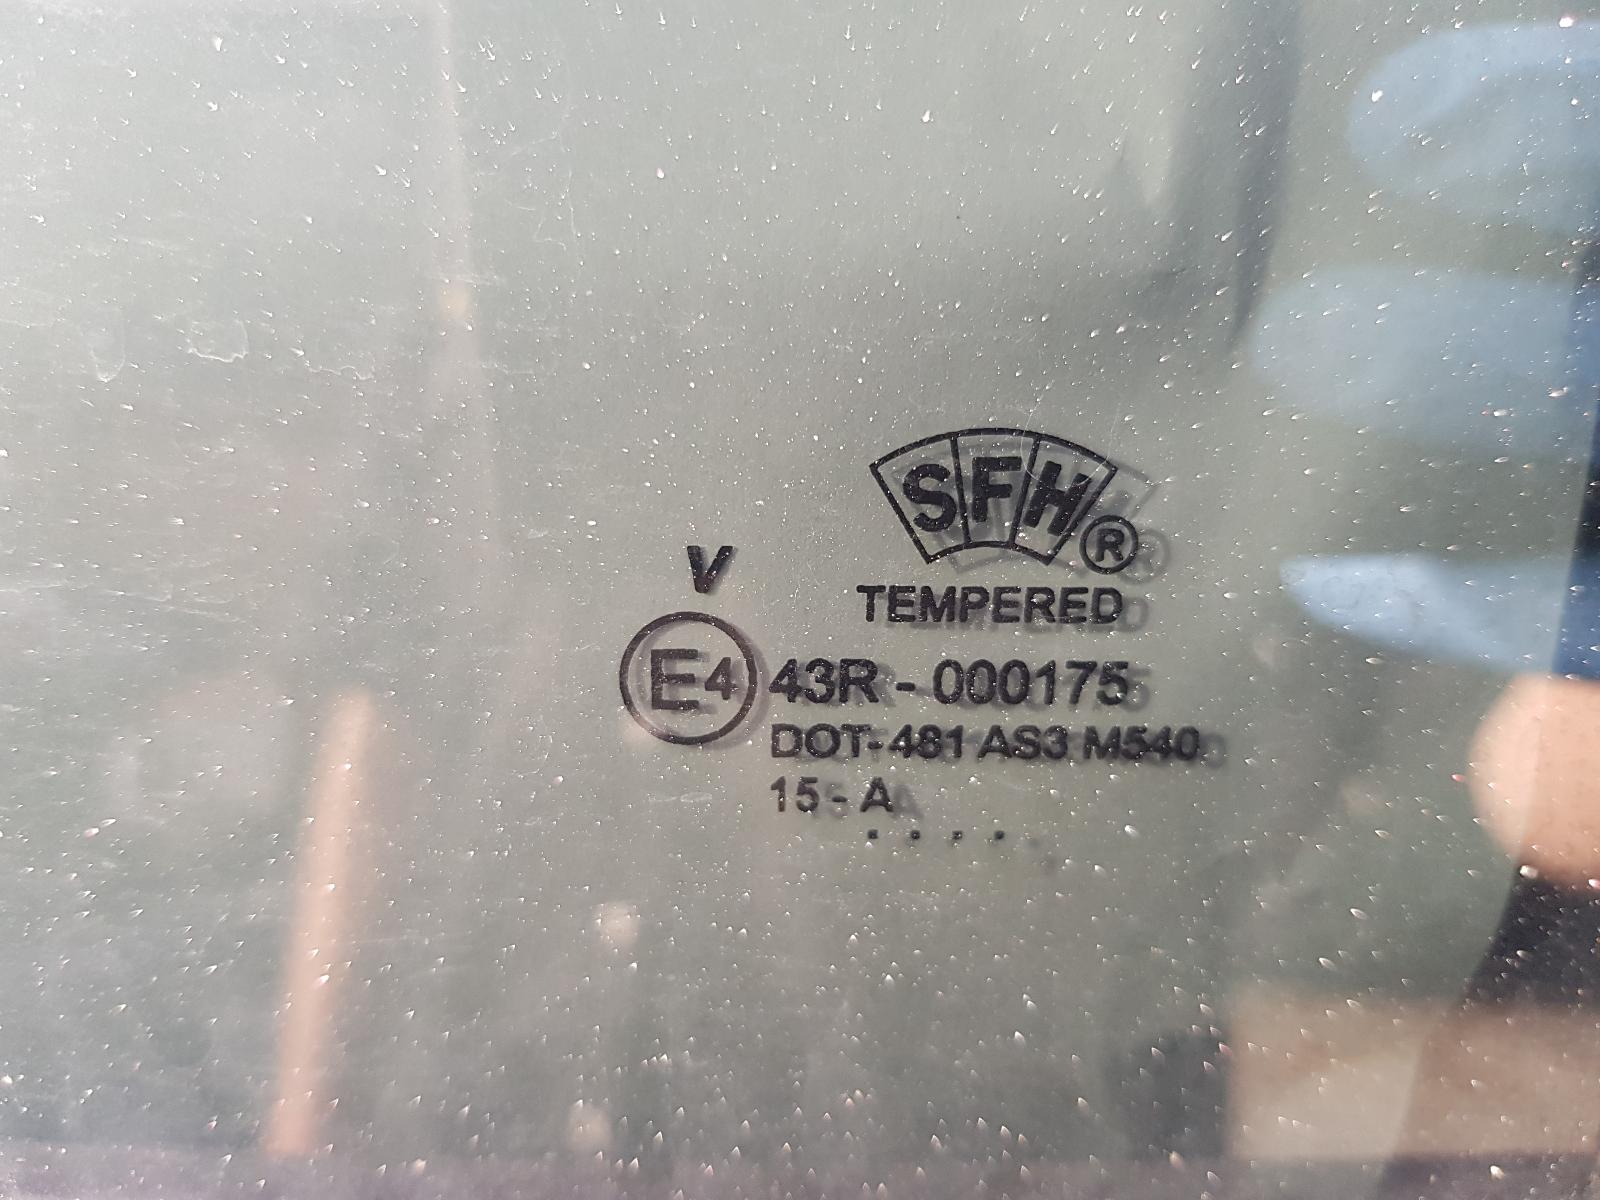 SFH®
TEMPERED
V
E4 43R - 000175
DOT-481 AS3 M540
15 - A
. . . .